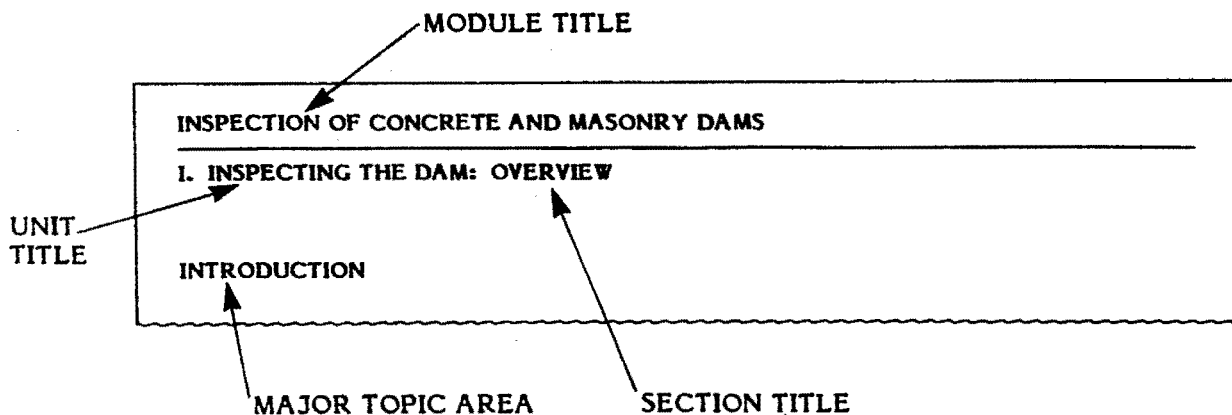 MODULE TITLE
INSPECTION OF CONCRETE AND MASONRY DAMS
I. INSPECTING THE DAM: OVERVIEW
UNIT
TITLE
INTRODUCTION
MAJOR TOPIC AREA
SECTION TITLE